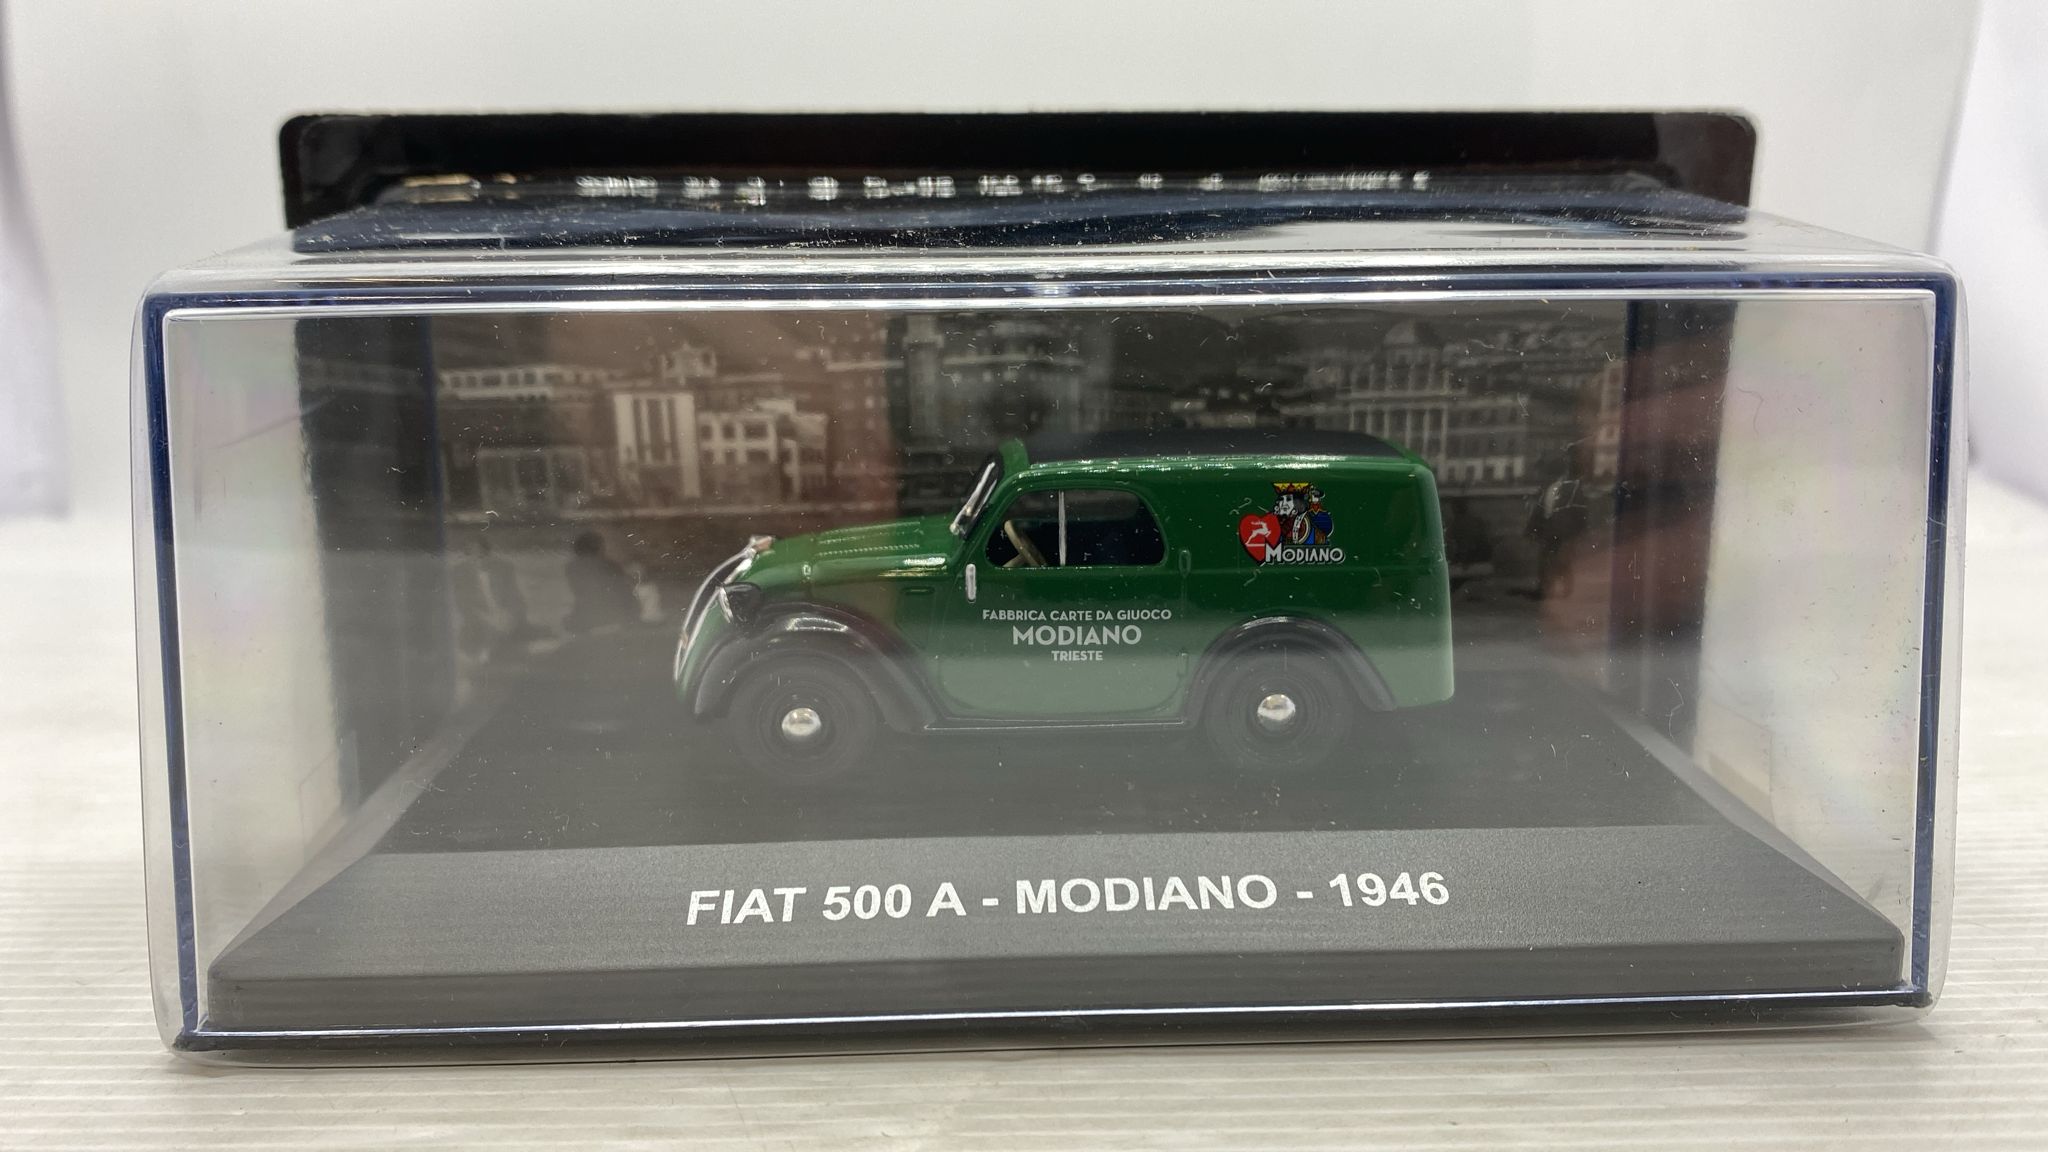 MODIANO
FABBRICA CARTE DA GIUOCO
MODIANO
TRIESTE
FIAT 500 A - MODIANO - 1946